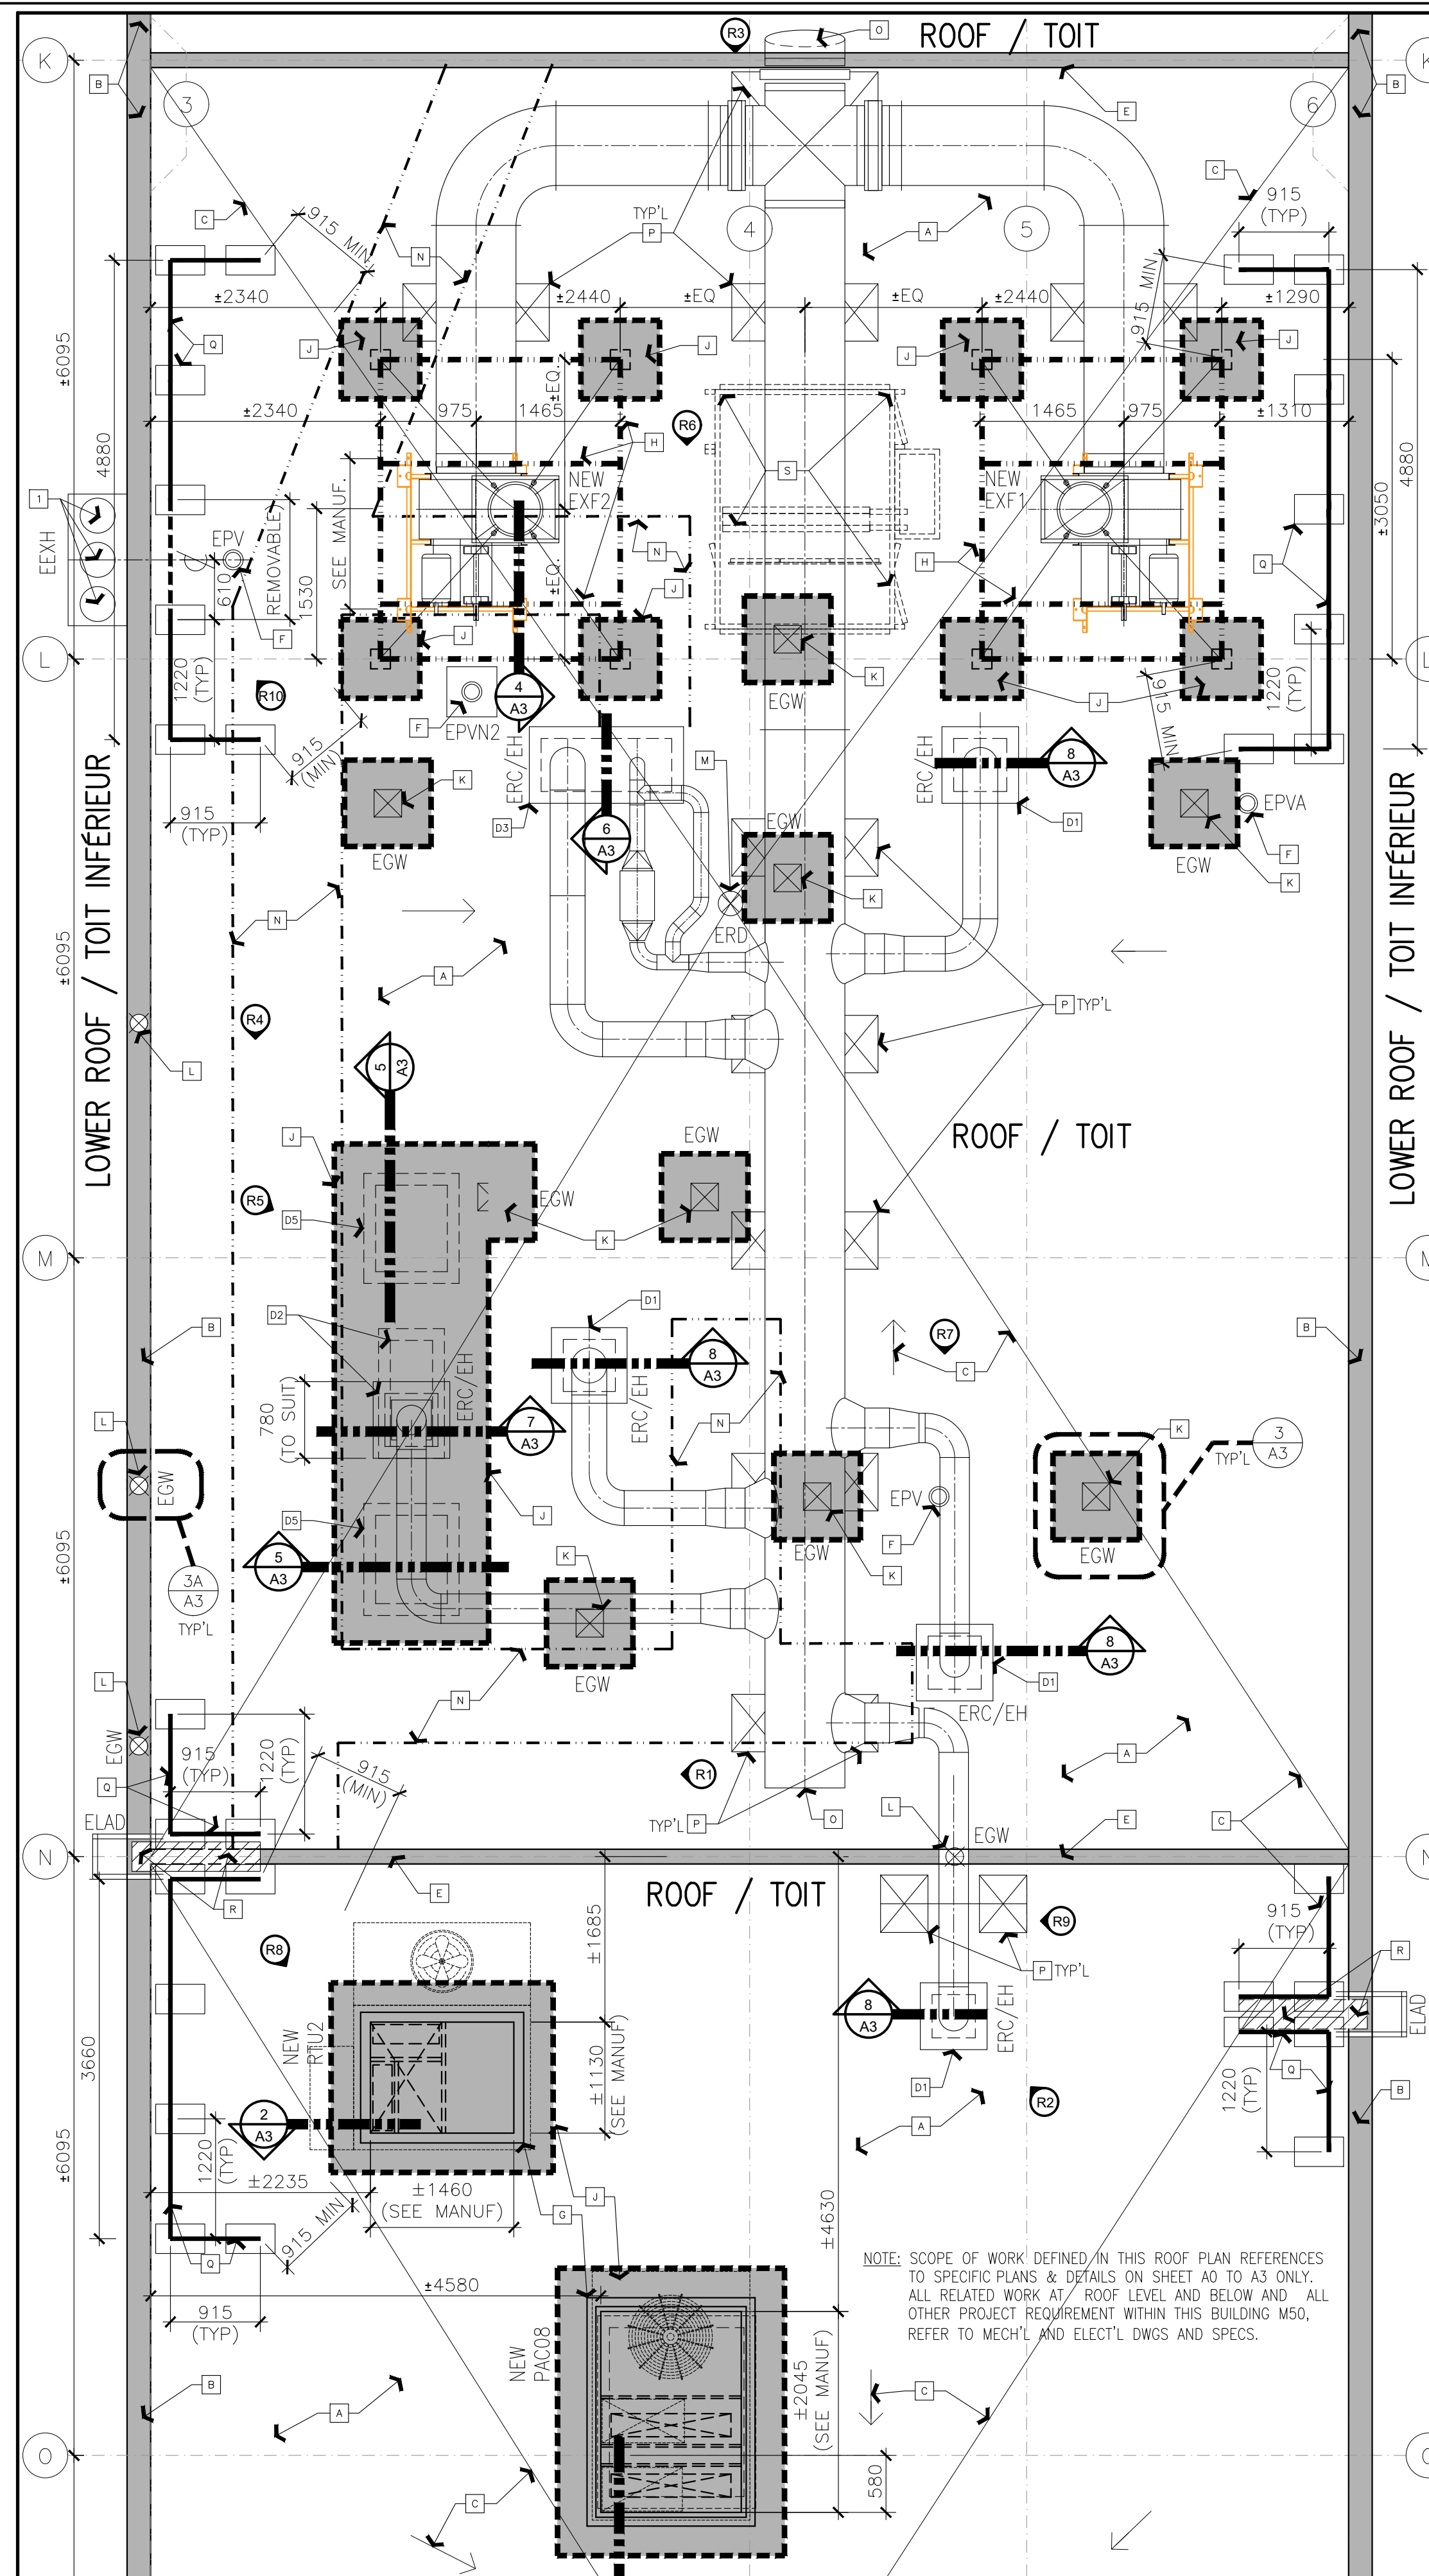 R3
O
ROOF / TOIT
K
K
B
B
3
6
E
C
C
915
(TYP)
TYP'L
P
4
5
A
N
915 MIN
915 MIN
±2340
±2440
±EQ
±EQ
±2440
±1290
Q
J
J
J
J
±6095
±EQ.
±2340
975
1465
R6
1465
975
±1310
H
4880
4880
S
NEW
EXF2
NEW
EXF1
SEE MANUF.
±3050
1
EEXH
EPV
REMOVABLE)
610
1530
N
H
Q
±EQ.
J
F
J
L
L
K
1220
(TYP)
R10
4
A3
EGW
J
915 MIN
1220
(TYP)
F
EPVN2
915
(MIN)
ERC/EH
M
ERC/EH
8
A3
K
D3
D1
EPVA
915
(TYP)
6
A3
EGW
F
EGW
EGW
K
K
N
ERD
LOWER ROOF / TOIT INFÉRIEUR
LOWER ROOF / TOIT INFÉRIEUR
±6095
A
R4
P
TYP'L
L
5
A3
J
EGW
ROOF / TOIT
R5
D5
EGW
K
M
M
D2
D1
B
B
8
A3
R7
C
ERC/EH
ERC/EH
780
(TO SUIT)
7
A3
N
L
K
3
A3
TYP'L
EGW
EPV
D5
J
F
±6095
5
A3
K
EGW
K
EGW
3A
A3
TYP'L
8
A3
L
EGW
D1
N
ERC/EH
EGW
915
(TYP)
1220
(TYP)
915
(MIN)
R1
A
Q
ELAD
TYP'L
P
O
L
EGW
E
C
N
N
E
ROOF / TOIT
R
±1685
R9
915
(TYP)
R8
P
TYP'L
R
8
A3
ERC/EH
ELAD
NEW
RTU2
±1130
(SEE MANUF)
3660
D1
Q
1220
(TYP)
R2
B
2
A3
A
±6095
1220
(TYP)
±2235
±1460
(SEE MANUF)
J
G
915 MIN
±4630
Q
NOTE: SCOPE OF WORK DEFINED IN THIS ROOF PLAN REFERENCES
TO SPECIFIC PLANS & DETAILS ON SHEET A0 TO A3 ONLY.
ALL RELATED WORK AT ROOF LEVEL AND BELOW AND ALL
OTHER PROJECT REQUIREMENT WITHIN THIS BUILDING M50,
REFER TO MECH'L AND ELECT'L DWGS AND SPECS.
±4580
915
(TYP)
NEW
PAC08
±2045
(SEE MANUF)
B
A
C
O
580
C